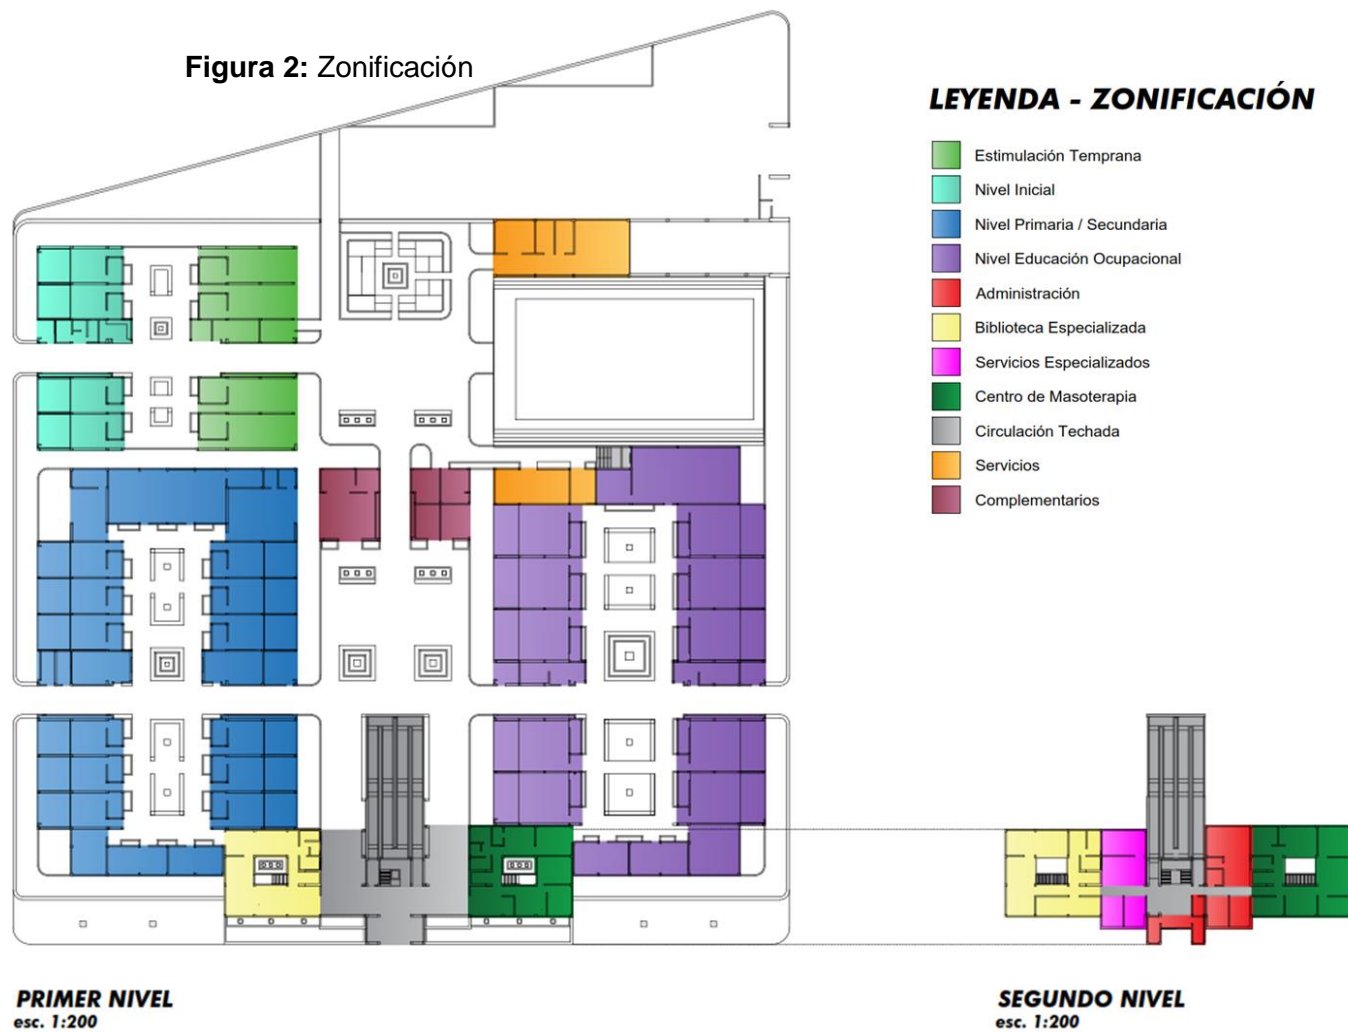 Figura 2: Zonificación
LEYENDA - ZONIFICACIÓN
Estimulación Temprana
Nivel Inicial
Nivel Primaria / Secundaria
Nivel Educación Ocupacional
Administración
Biblioteca Especializada
Servicios Especializados
Centro de Masoterapia
Circulación Techada
Servicios
Complementarios
PRIMER NIVEL
esc. 1:200
SEGUNDO NIVEL
esc. 1:200